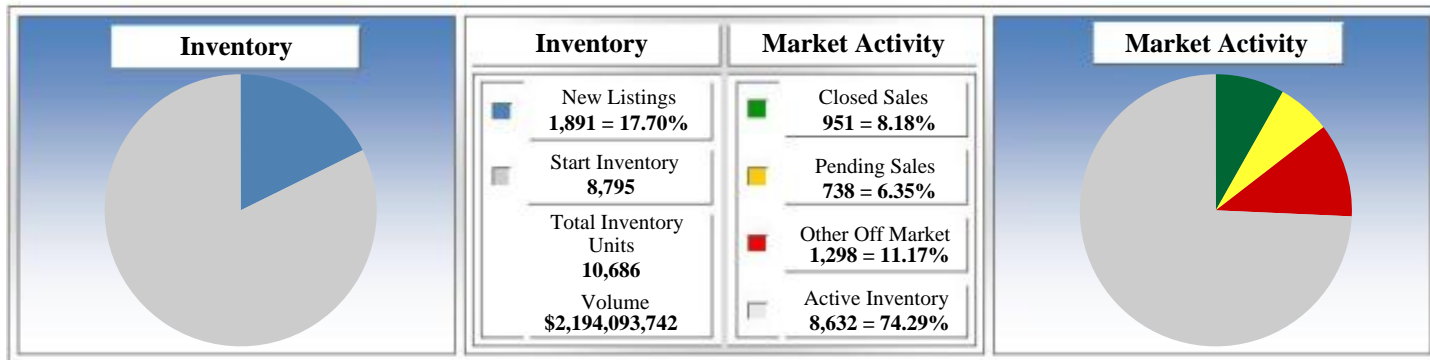 Inventory
Inventory
Market Activity
New Listings
1,891 = 17.70%
Start Inventory
8,795
Total Inventory
Units
10,686
Volume
$2,194,093,742
Closed Sales
951 = 8.18%
Pending Sales
738 = 6.35%
Other Off Market
1,298 = 11.17%
Active Inventory
8,632 = 74.29%
Market Activity